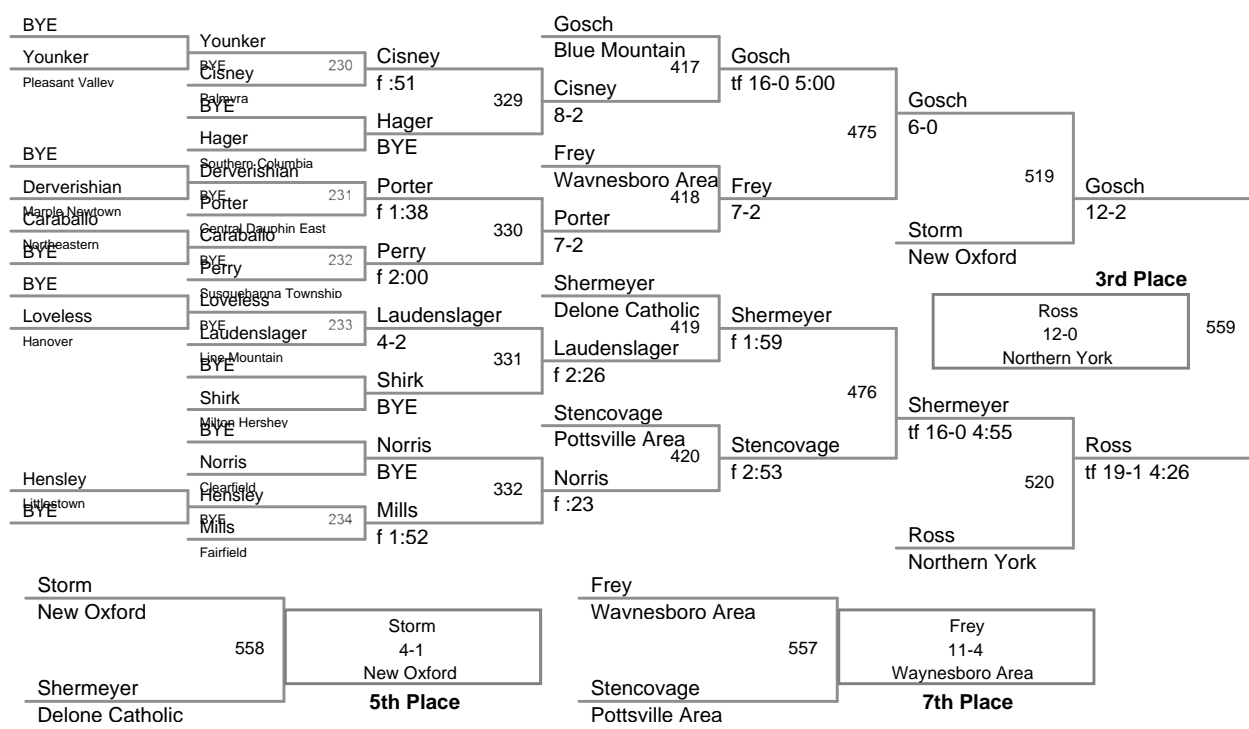 BYE
Younker
Pleasant Valley
BYE
Derverishian
Marple Newtown
Caraballo
Northeastern
BYE
BYE
Loveless
Hanover
Hensley
Littlestown
BYE
Younker
BYE 230
Cisney
Palmyra
BYE
Hager
Southern Columbia
Derverishian
BYE 231
Porter
Central Dauphin East
Caraballo
BYE 232
Perry
Susquehanna Township
Loveless
BYE 233
Laudenslager
Line Mountain
BYE
Shirk
Milton Hershey
BYE
Norris
Clearfield
Hensley
BYE 234
Mills
Fairfield
Cisney
f :51
329
Hager
BYE
Porter
f 1:38
330
Perry
f 2:00
Laudenslager
4-2
331
Shirk
BYE
Norris
BYE
332
Mills
f 1:52
Gosch
Blue Mountain
417
Cisney
8-2
Frey
Waynesboro Area
418
Porter
7-2
Shermeyer
Delone Catholic
419
Laudenslager
f 2:26
Stencovage
Pottsville Area
420
Norris
f :23
Gosch
tf 16-0 5:00
475
Frey
7-2
Shermeyer
f 1:59
476
Stencovage
f 2:53
Gosch
6-0
519
Storm
New Oxford
Shermeyer
tf 16-0 4:55
520
Ross
Northern York
Gosch
12-2
3rd Place
Ross
12-0
Northern York
559
Ross
tf 19-1 4:26
Storm
New Oxford
558
Shermeyer
Delone Catholic
Storm
4-1
New Oxford
5th Place
Frey
Waynesboro Area
557
Stencovage
Pottsville Area
Frey
11-4
Waynesboro Area
7th Place